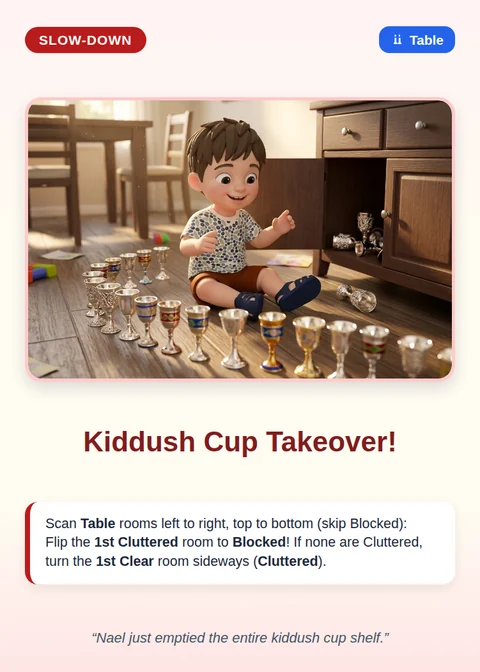 SLOW-DOWN
Table
Kiddush Cup Takeover!
Scan Table rooms left to right, top to bottom (skip Blocked):
Flip the 1st Cluttered room to Blocked! If none are Cluttered,
turn the 1st Clear room sideways (Cluttered).
“Nael just emptied the entire kiddush cup shelf.”